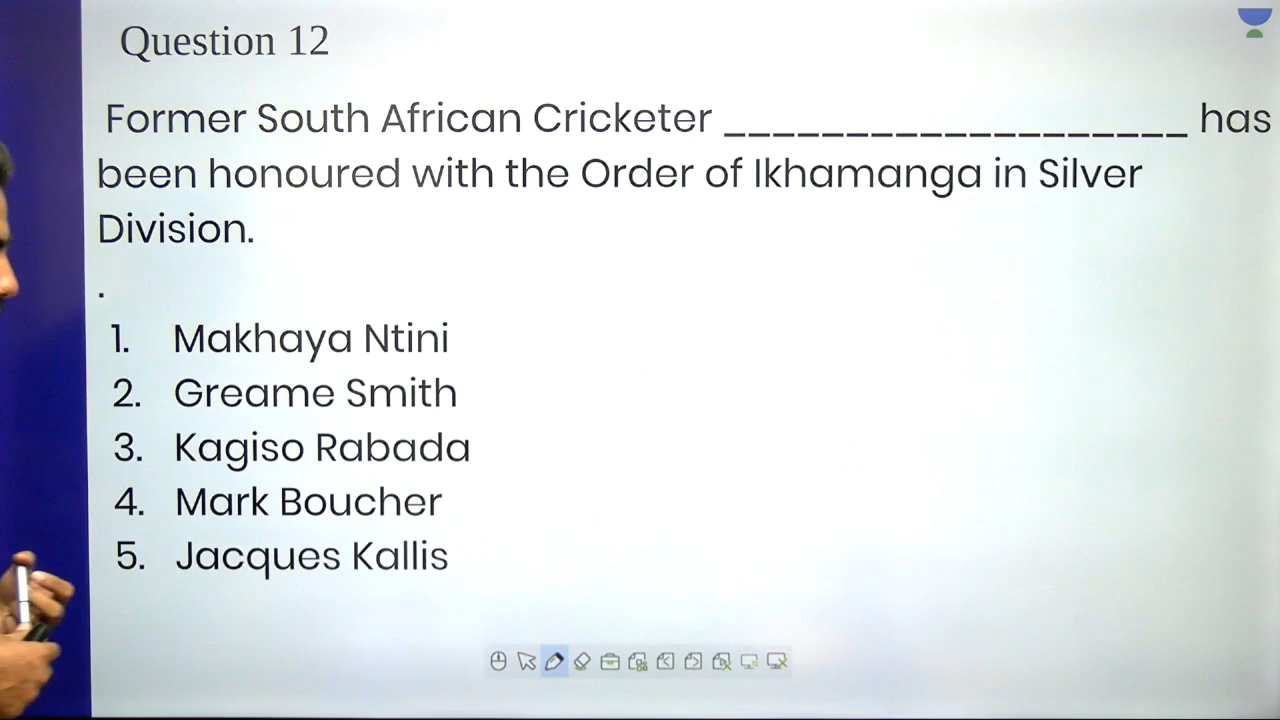 Question 12
Former South African Cricketer ___________________ has
been honoured with the Order of Ikhamanga in Silver
Division.
.
1. Makhaya Ntini
2. Greame Smith
3. Kagiso Rabada
4. Mark Boucher
5. Jacques Kallis